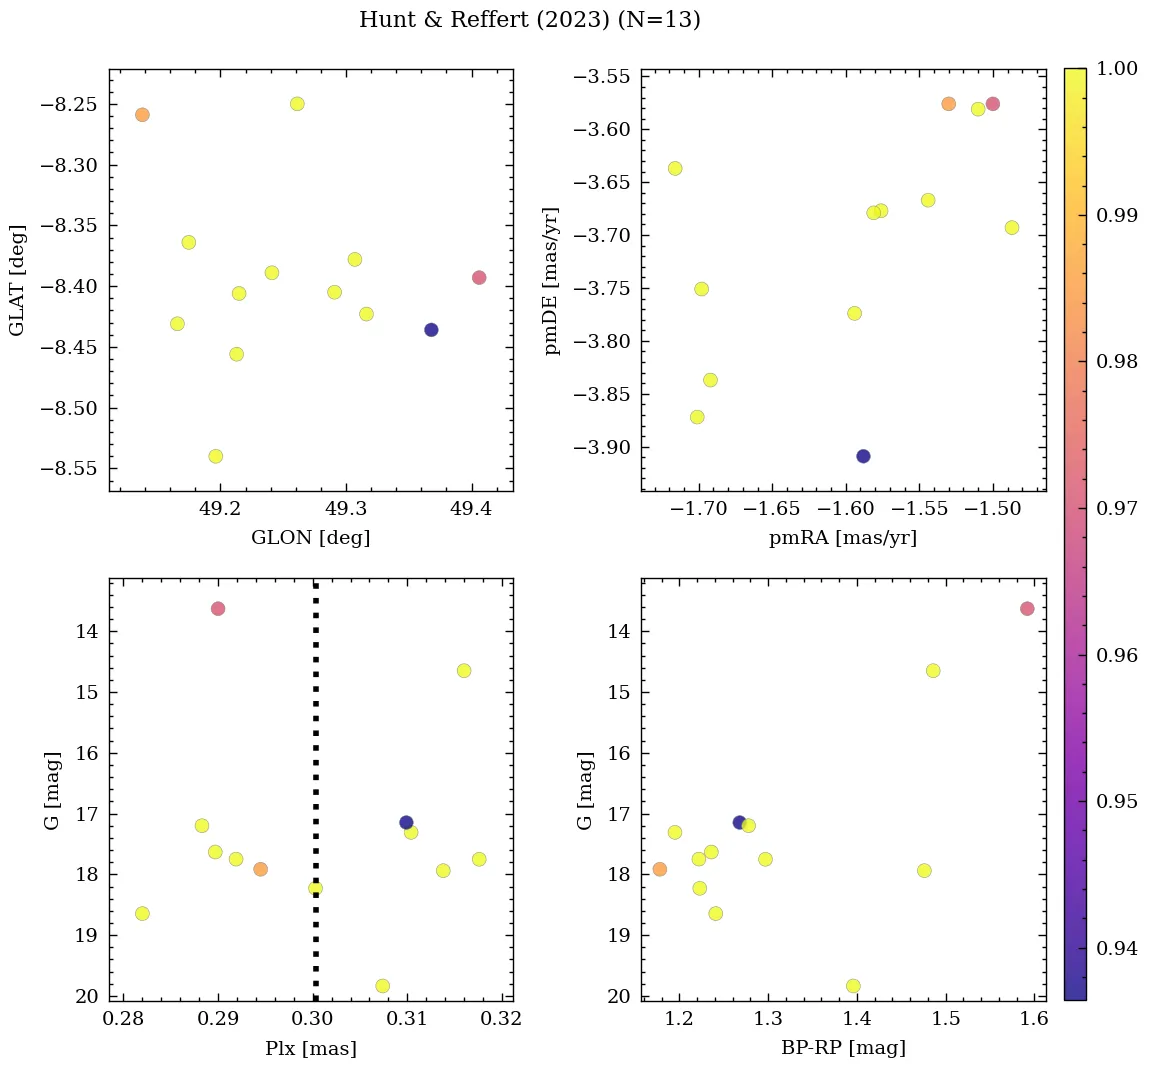 Hunt & Reffert (2023) (N=13)
−8.25
−8.30
−8.35
−8.40
−8.45
−8.50
−8.55
GLAT [deg]
49.2 49.3 49.4
GLON [deg]
−3.55
−3.60
−3.65
−3.70
−3.75
−3.80
−3.85
−3.90
pmDE [mas/yr]
−1.70 −1.65 −1.60 −1.55 −1.50
pmRA [mas/yr]
14
15
16
17
18
19
20
G [mag]
0.28 0.29 0.30 0.31 0.32
Plx [mas]
14
15
16
17
18
19
20
G [mag]
1.2 1.3 1.4 1.5 1.6
BP-RP [mag]
1.00
0.99
0.98
0.97
0.96
0.95
0.94